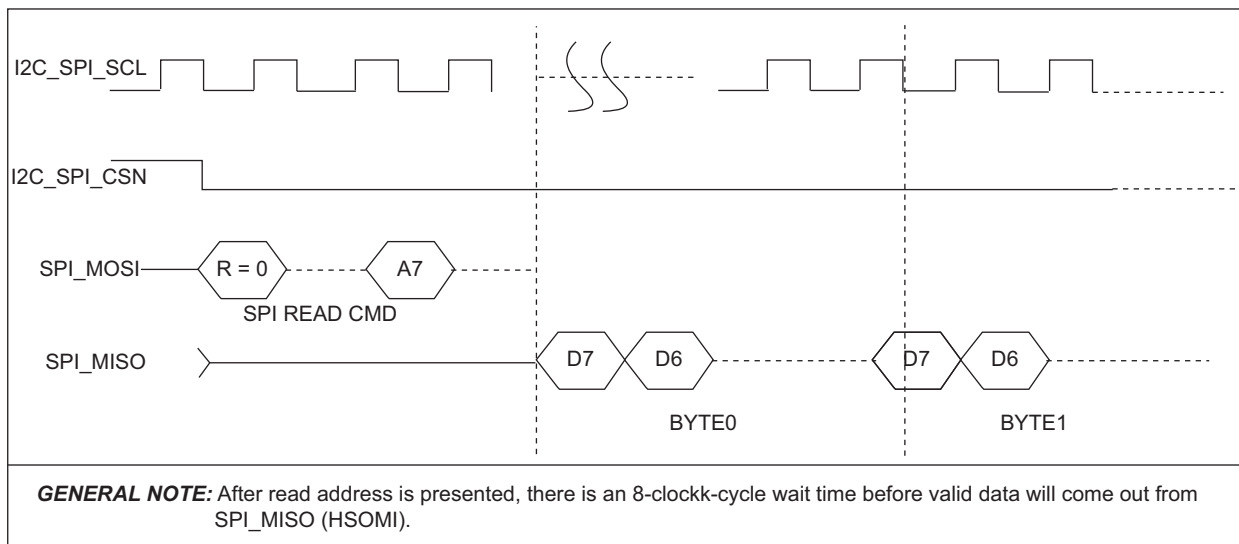 I2C_SPI_SCL
I2C_SPI_CSN
SPI_MOSI
R = 0
A7
SPI READ CMD
SPI_MISO
D7
D6
D7
D6
BYTE0
BYTE1
GENERAL NOTE: After read address is presented, there is an 8-clockk-cycle wait time before valid data will come out from
SPI_MISO (HSOMI).